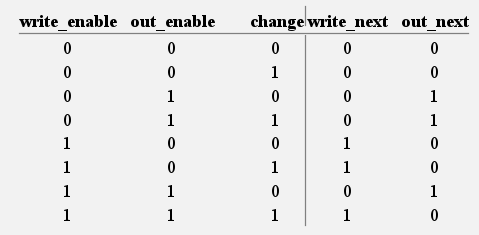 write_enable out_enable change write_next out_next
0 0 0 0 0
0 0 1 0 0
0 1 0 0 1
0 1 1 0 1
1 0 0 1 0
1 0 1 1 0
1 1 0 0 1
1 1 1 1 0